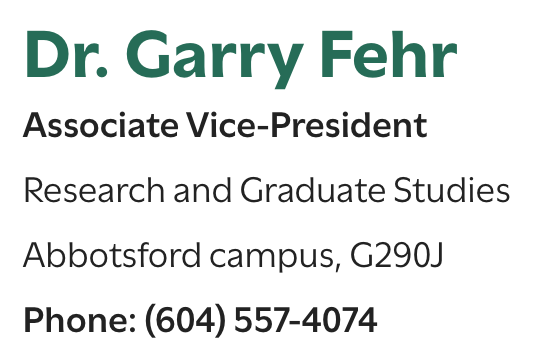 Dr. Garry Fehr
Associate Vice-President
Research and Graduate Studies
Abbotsford campus, G290J
Phone: (604) 557-4074